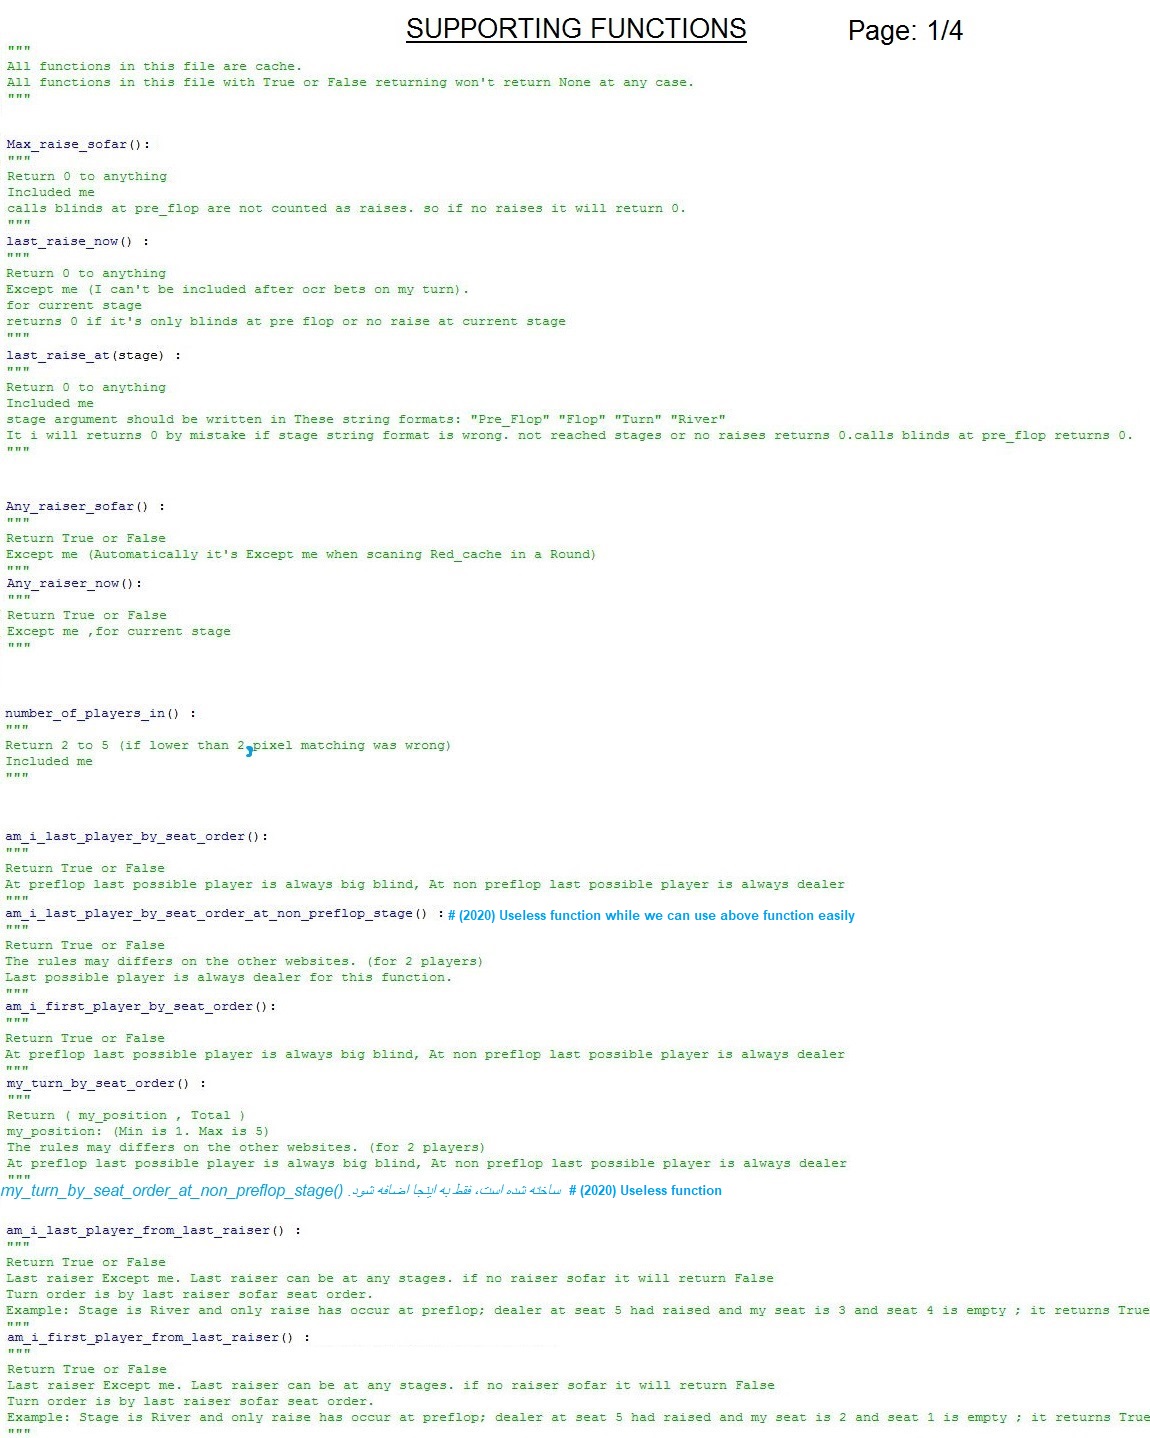 SUPPORTING FUNCTIONS Page: 1/4
"""
All functions in this file are cache.
All functions in this file with True or False returning won't return None at any case.
"""
Max_raise_sofar():
"""
Return 0 to anything
Included me
calls blinds at pre_flop are not counted as raises. so if no raises it will return 0.
"""
last_raise_now() :
"""
Return 0 to anything
Except me (I can't be included after ocr bets on my turn).
for current stage
returns 0 if it's only blinds at pre flop or no raise at current stage
"""
last_raise_at(stage) :
"""
Return 0 to anything
Included me
stage argument should be written in These string formats: "Pre_Flop" "Flop" "Turn" "River"
It i will returns 0 by mistake if stage string format is wrong. not reached stages or no raises returns 0.calls blinds at pre_flop returns 0.
"""
Any_raiser_sofar() :
"""
Return True or False
Except me (Automatically it's Except me when scaning Red_cache in a Round)
"""
Any_raiser_now():
"""
Return True or False
Except me ,for current stage
"""
number_of_players_in() :
"""
Return 2 to 5 (if lower than 2,pixel matching was wrong)
Included me
"""
am_i_last_player_by_seat_order():
"""
Return True or False
At preflop last possible player is always big blind, At non preflop last possible player is always dealer
"""
am_i_last_player_by_seat_order_at_non_preflop_stage() : # (2020) Useless function while we can use above function easily
"""
Return True or False
The rules may differs on the other websites. (for 2 players)
Last possible player is always dealer for this function.
"""
am_i_first_player_by_seat_order():
"""
Return True or False
At preflop last possible player is always big blind, At non preflop last possible player is always dealer
"""
my_turn_by_seat_order() :
"""
Return ( my_position , Total )
my_position: (Min is 1. Max is 5)
The rules may differs on the other websites. (for 2 players)
At preflop last possible player is always big blind, At non preflop last possible player is always dealer
"""
my_turn_by_seat_order_at_non_preflop_stage() ساخته شده است، فقط به اینجا اضافه شود. # (2020) Useless function
am_i_last_player_from_last_raiser() :
"""
Return True or False
Last raiser Except me. Last raiser can be at any stages. if no raiser sofar it will return False
Turn order is by last raiser sofar seat order.
Example: Stage is River and only raise has occur at preflop; dealer at seat 5 had raised and my seat is 3 and seat 4 is empty ; it returns True
"""
am_i_first_player_from_last_raiser() :
"""
Return True or False
Last raiser Except me. Last raiser can be at any stages. if no raiser sofar it will return False
Turn order is by last raiser sofar seat order.
Example: Stage is River and only raise has occur at preflop; dealer at seat 5 had raised and my seat is 2 and seat 1 is empty ; it returns True
"""